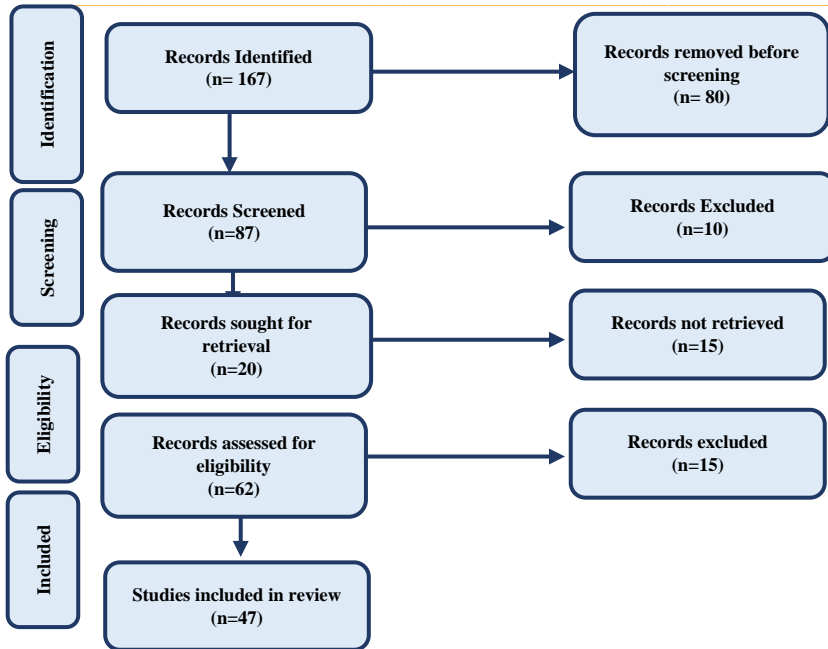 Identification
Records Identified
(n= 167)
Records removed before
screening
(n= 80)
Screening
Records Screened
(n=87)
Records Excluded
(n=10)
Records sought for
retrieval
(n=20)
Records not retrieved
(n=15)
Eligibility
Records assessed for
eligibility
(n=62)
Records excluded
(n=15)
Included
Studies included in review
(n=47)